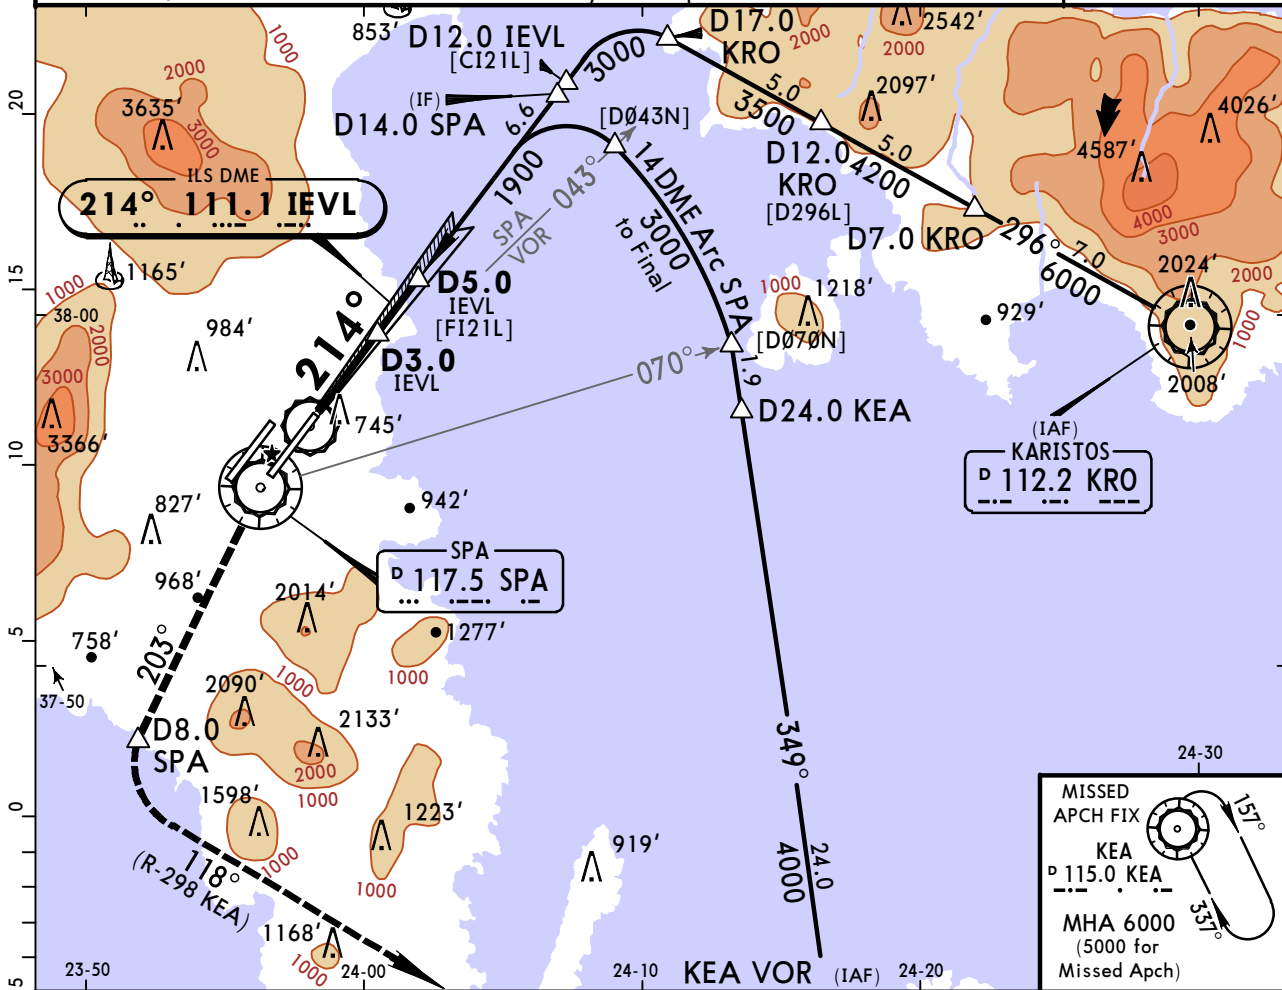 1000
853'
D12.0 IEVL
[CI21L]
3000
D17.0
KRO
2000
2542'
2000
2000
3635'
3000
(IF)
D14.0 SPA
6.6
[DØ43N]
5.0
3500
2097'
4026'
4587'
20
ILS DME
214° 111.1 IEVL
1900
SPA
VOR
043°
14 DME Arc SPA
3000
to Final
D12.0
KRO
[D296L]
5.0
4200
D7.0 KRO
4000
3000
296°
7.0
6000
2024'
2000
1165'
15
1000
38-00
2000
984'
214°
D5.0
IEVL
[FI21L]
D3.0
IEVL
1000
1218'
[DØ70N]
929'
1000
2008'
3000
3366'
745'
070°
1.9
D24.0 KEA
(IAF)
KARISTOS
D 112.2 KRO
10
827'
942'
968'
SPA
D 117.5 SPA
2014'
1277'
1000
1000
5
758'
203°
37-50
2090'
2133'
2000
1000
D8.0
SPA
349°
24-30
0
1598'
1000
1223'
1000
919'
4000
24.0
118°
(R-298 KEA)
1168'
1000
MISSED
APCH FIX
157°
KEA
D 115.0 KEA
337°
MHA 6000
(5000 for
Missed Apch)
5
23-50
24-00
24-10
KEA VOR (IAF)
24-20